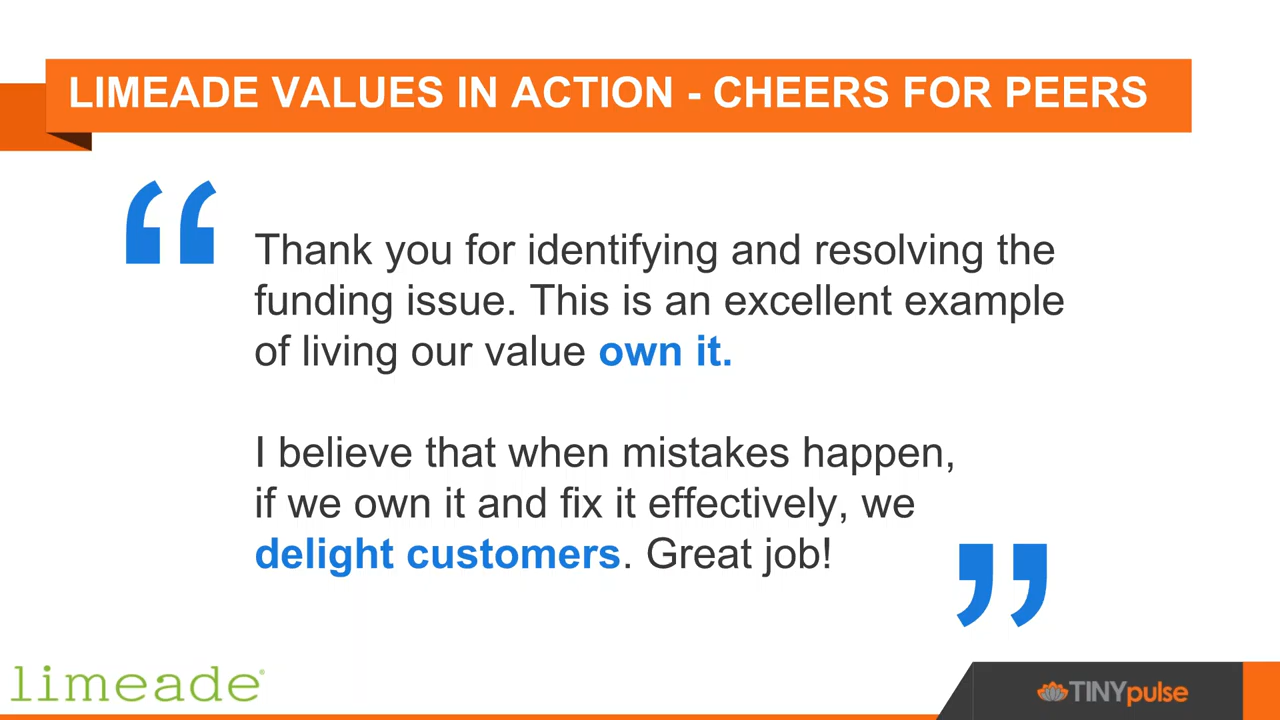 LIMEADE VALUES IN ACTION - CHEERS FOR PEERS
“
Thank you for identifying and resolving the
funding issue. This is an excellent example
of living our value own it.
I believe that when mistakes happen,
if we own it and fix it effectively, we
delight customers. Great job!
”
limeade®
TINYpulse